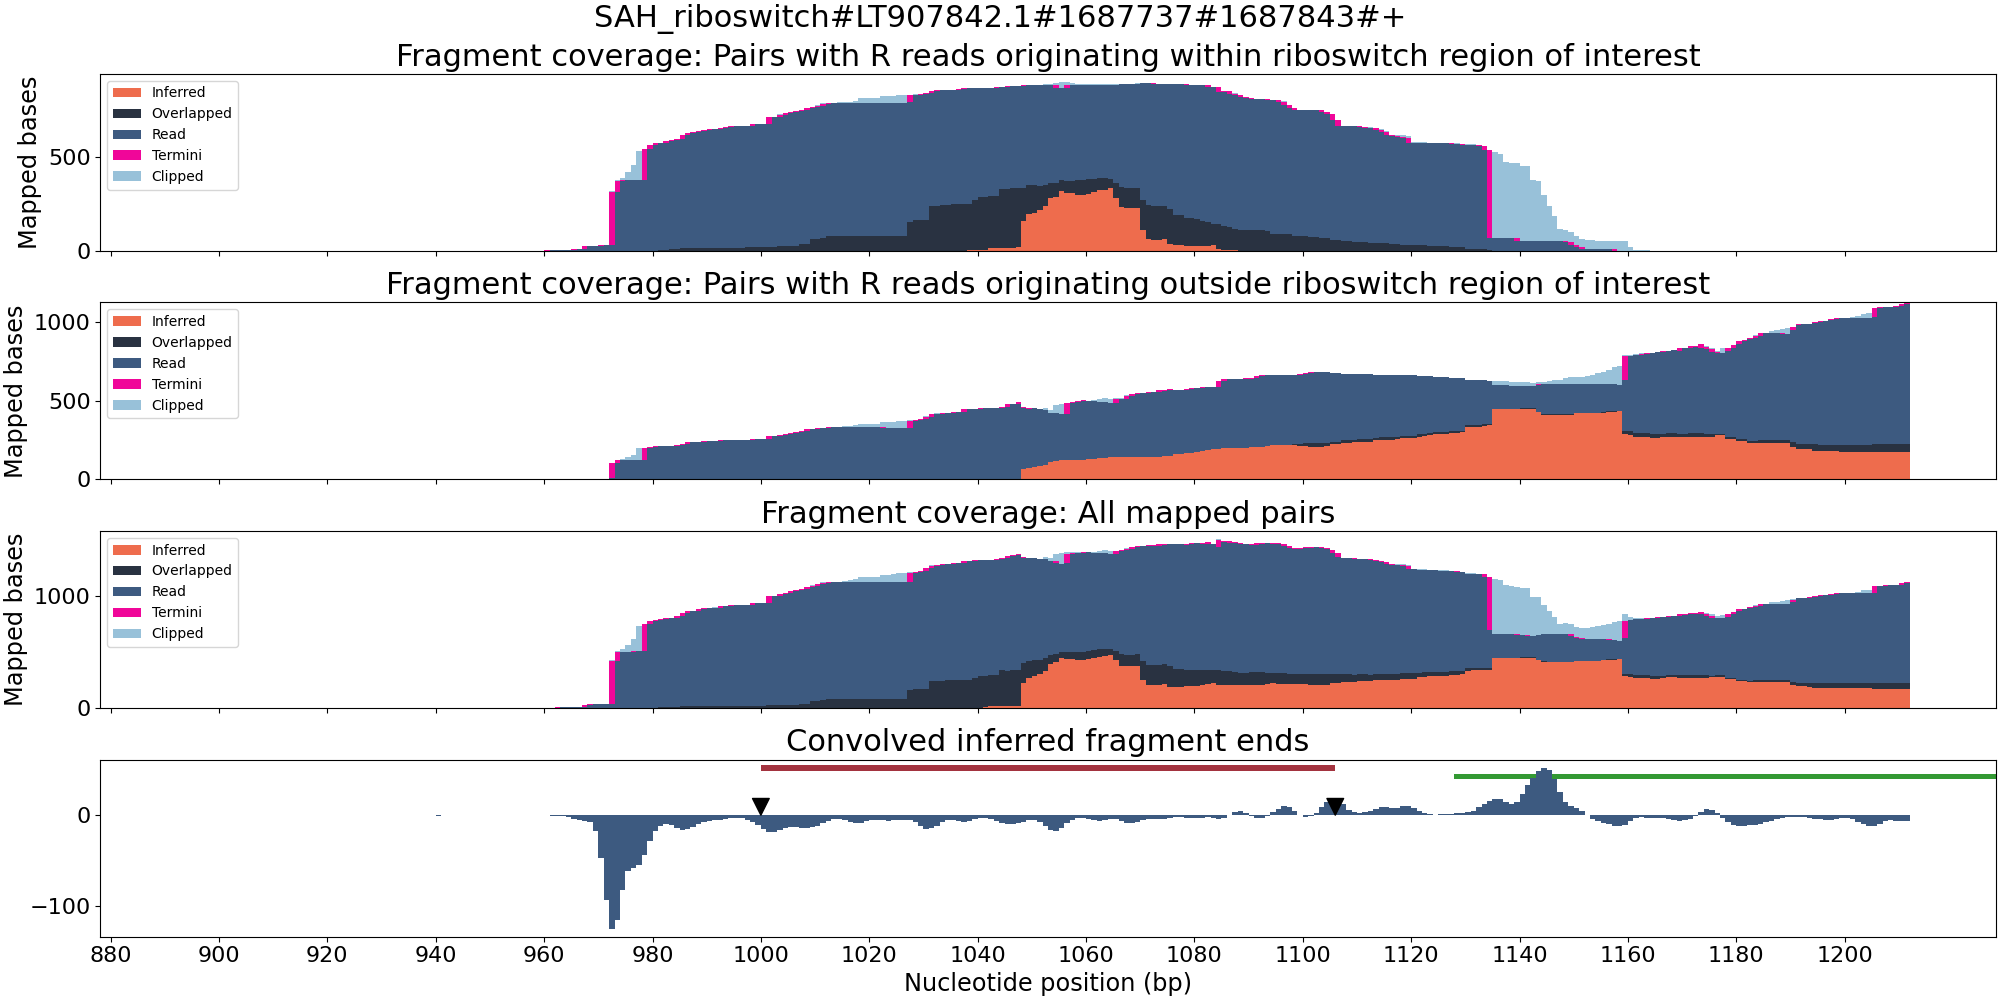 SAH_riboswitch#LT907842.1#1687737#1687843#+
Fragment coverage: Pairs with R reads originating within riboswitch region of interest
Mapped bases
500
0
Inferred
Overlapped
Read
Termini
Clipped
Fragment coverage: Pairs with R reads originating outside riboswitch region of interest
Mapped bases
1000
500
0
Inferred
Overlapped
Read
Termini
Clipped
Fragment coverage: All mapped pairs
Mapped bases
1000
0
Inferred
Overlapped
Read
Termini
Clipped
Convolved inferred fragment ends
0
−100
880 900 920 940 960 980 1000 1020 1040 1060 1080 1100 1120 1140 1160 1180 1200
Nucleotide position (bp)